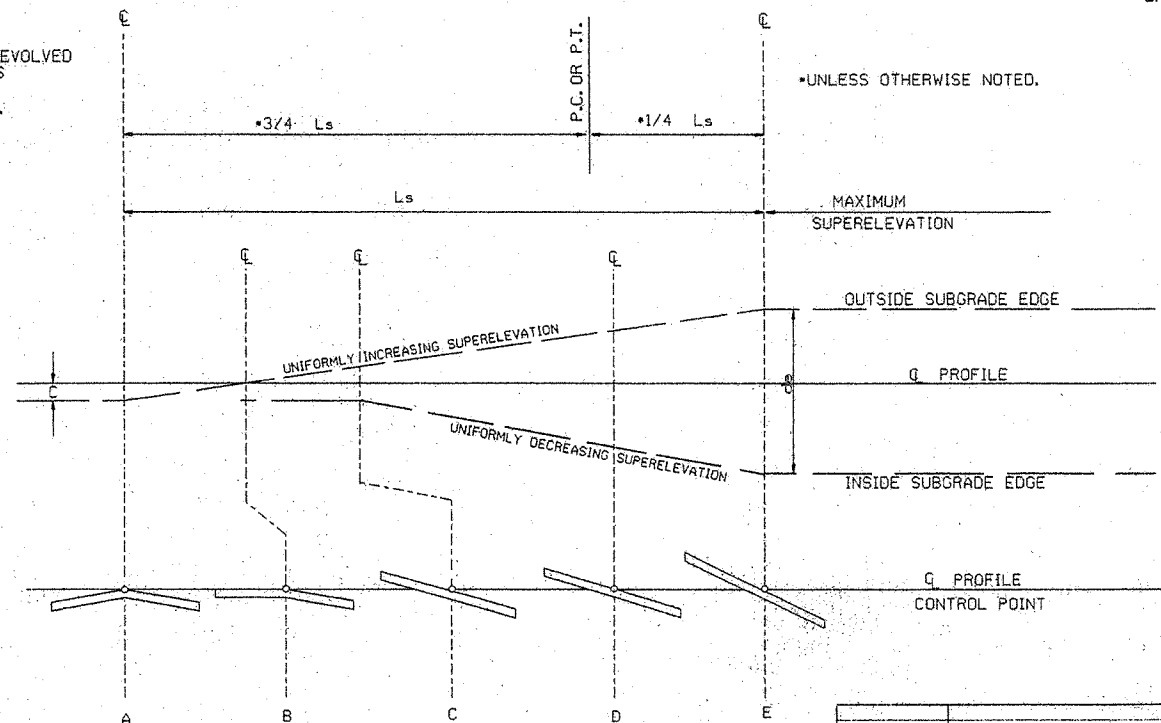 ℄
℄
EVOLVED
S
P.C. OR P.T.
*UNLESS OTHERWISE NOTED.
*3/4 Ls
*1/4 Ls
Ls
MAXIMUM
SUPERELEVATION
℄
℄
℄
OUTSIDE SUBGRADE EDGE
UNIFORMLY INCREASING SUPERELEVATION
℄ PROFILE
C
UNIFORMLY DECREASING SUPERELEVATION
INSIDE SUBGRADE EDGE
℄ PROFILE
CONTROL POINT
A
B
C
D
E